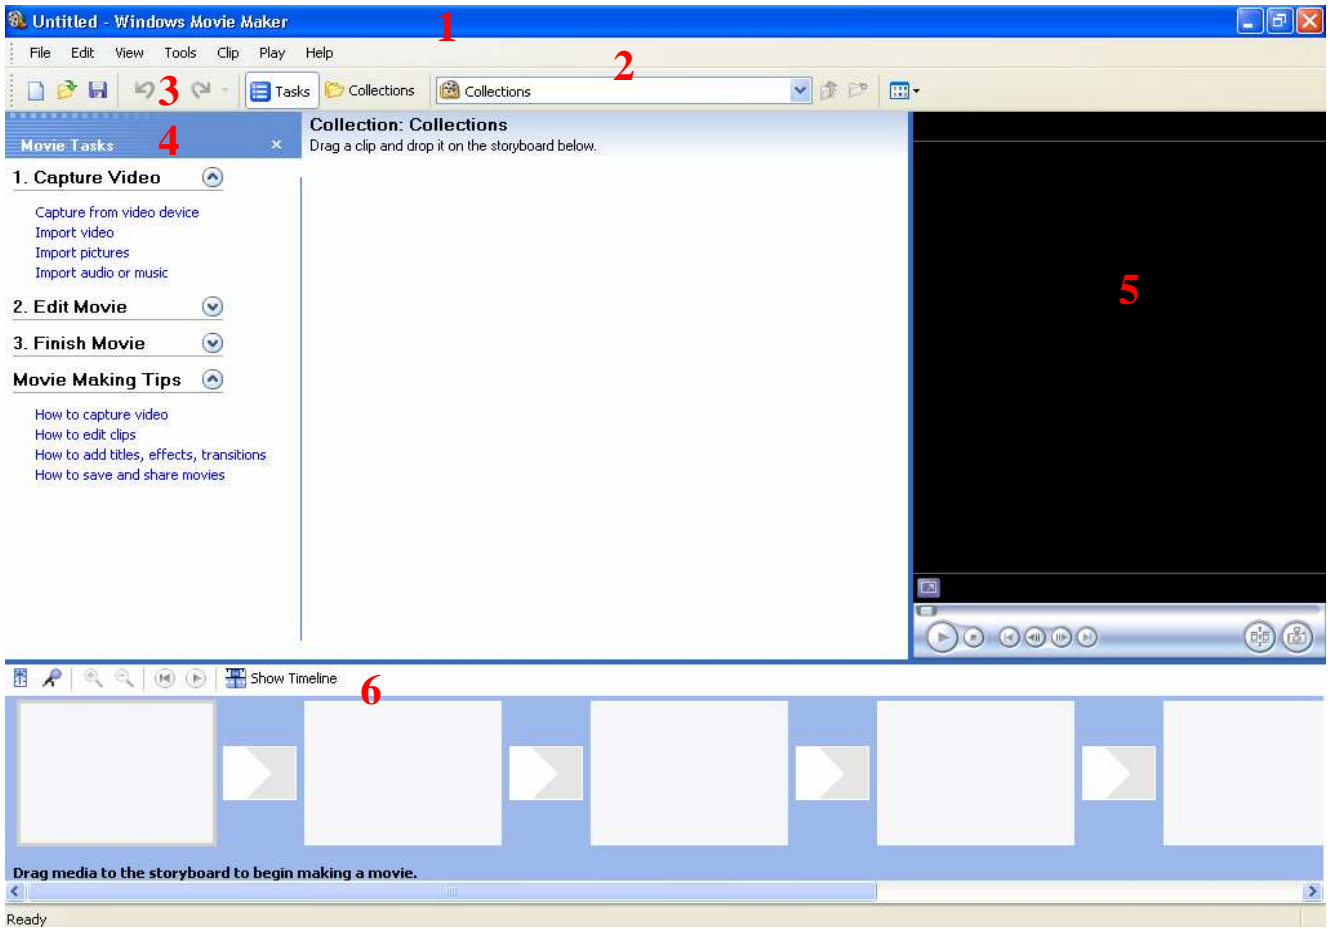 Untitled - Windows Movie Maker
1
File Edit View Tools Clip Play Help
2
3
Tasks Collections Collections
4
Movie Tasks
Collection: Collections
Drag a clip and drop it on the storyboard below.
1. Capture Video
Capture from video device
Import video
Import pictures
Import audio or music
2. Edit Movie
3. Finish Movie
Movie Making Tips
How to capture video
How to edit clips
How to add titles, effects, transitions
How to save and share movies
5
Show Timeline
6
Drag media to the storyboard to begin making a movie.
Ready